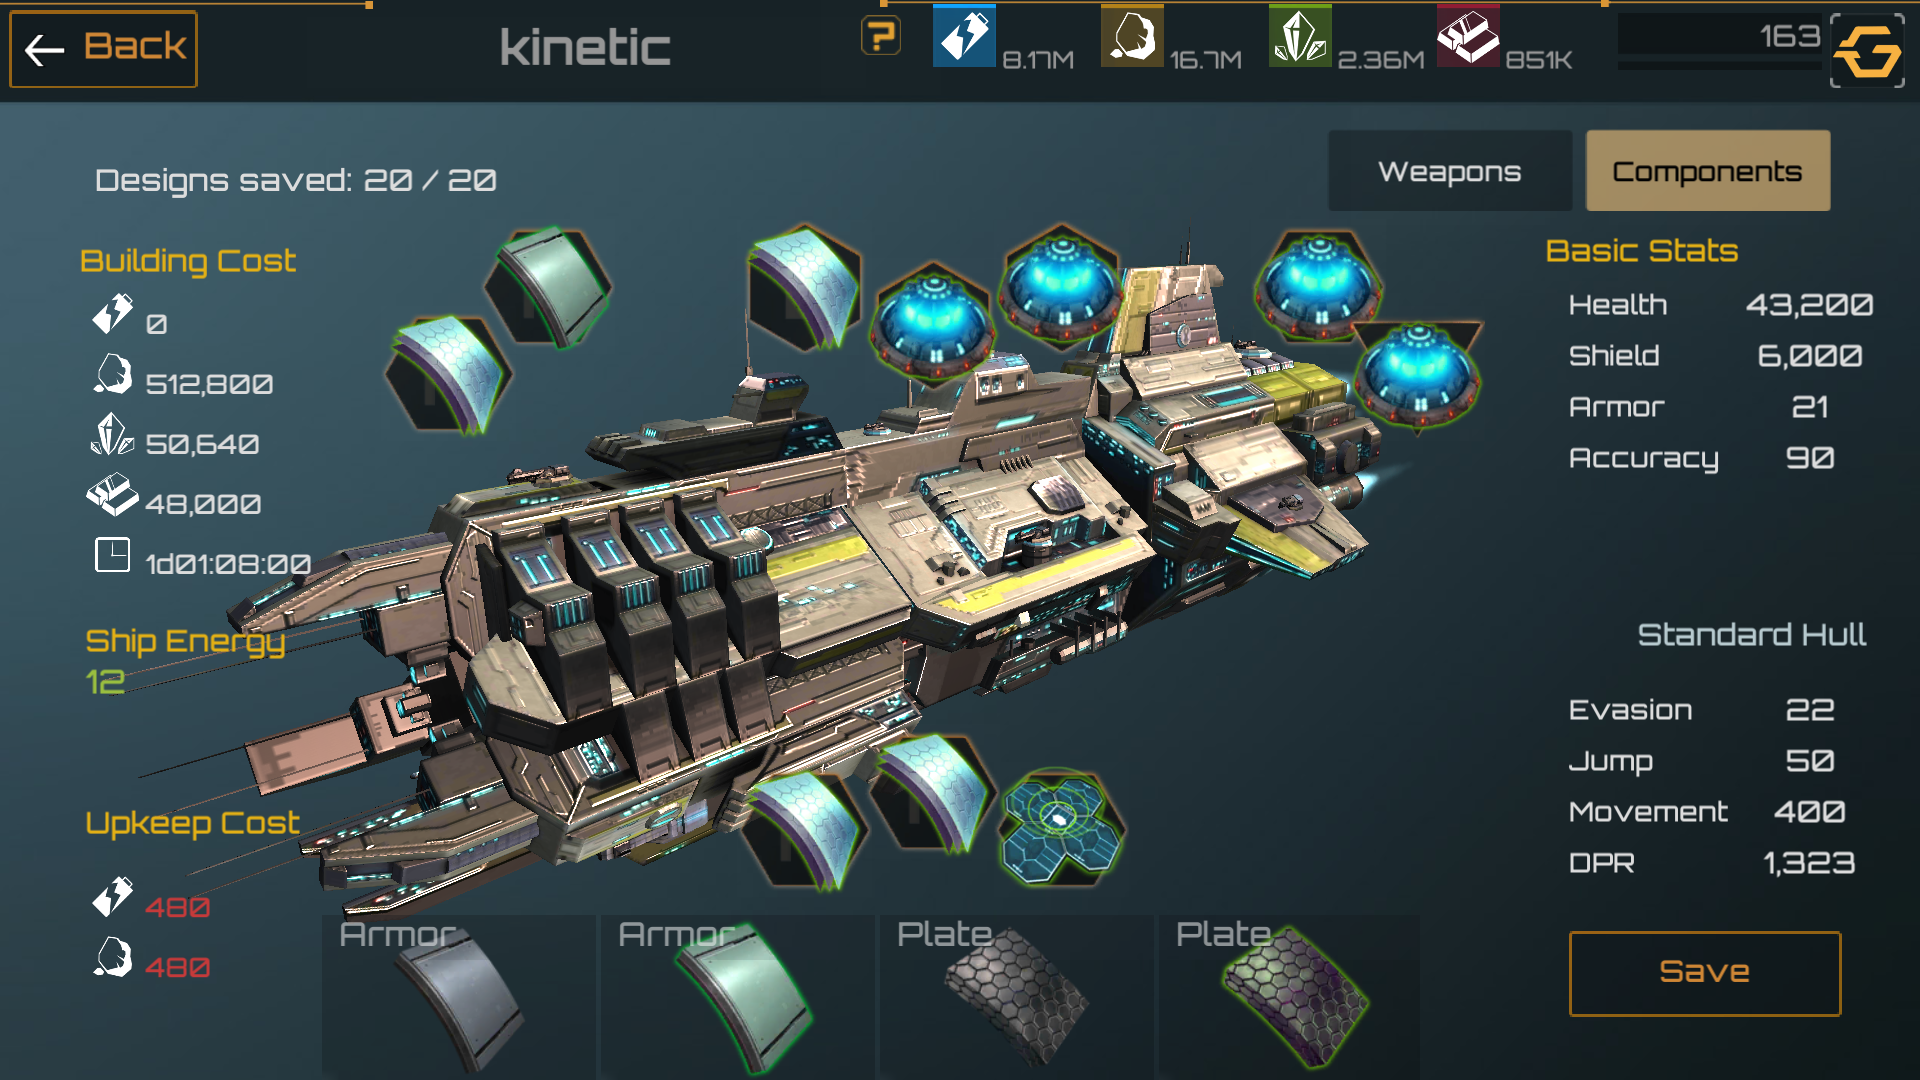 Back
kinetic
?
8.17M
16.7M
2.36M
851K
163
Designs saved: 20 / 20
Weapons
Components
Building Cost
0
512,800
50,640
48,000
1d01:08:00
Ship Energy
12
Upkeep Cost
480
480
Basic Stats
Health 43,200
Shield 6,000
Armor 21
Accuracy 90
Standard Hull
Evasion 22
Jump 50
Movement 400
DPR 1,323
Armor
Armor
Plate
Plate
Save